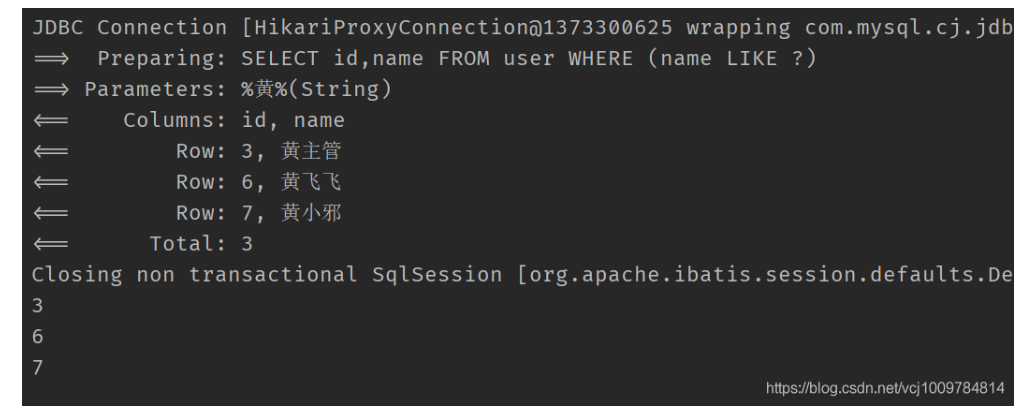 JDBC Connection [HikariProxyConnection@1373300625 wrapping com.mysql.cj.jdb
==> Preparing: SELECT id,name FROM user WHERE (name LIKE ?)
==> Parameters: %黄%(String)
<== Columns: id, name
<== Row: 3, 黄主管
<== Row: 6, 黄飞飞
<== Row: 7, 黄小邪
<== Total: 3
Closing non transactional SqlSession [org.apache.ibatis.session.defaults.De
3
6
7
https://blog.csdn.net/vcj1009784814